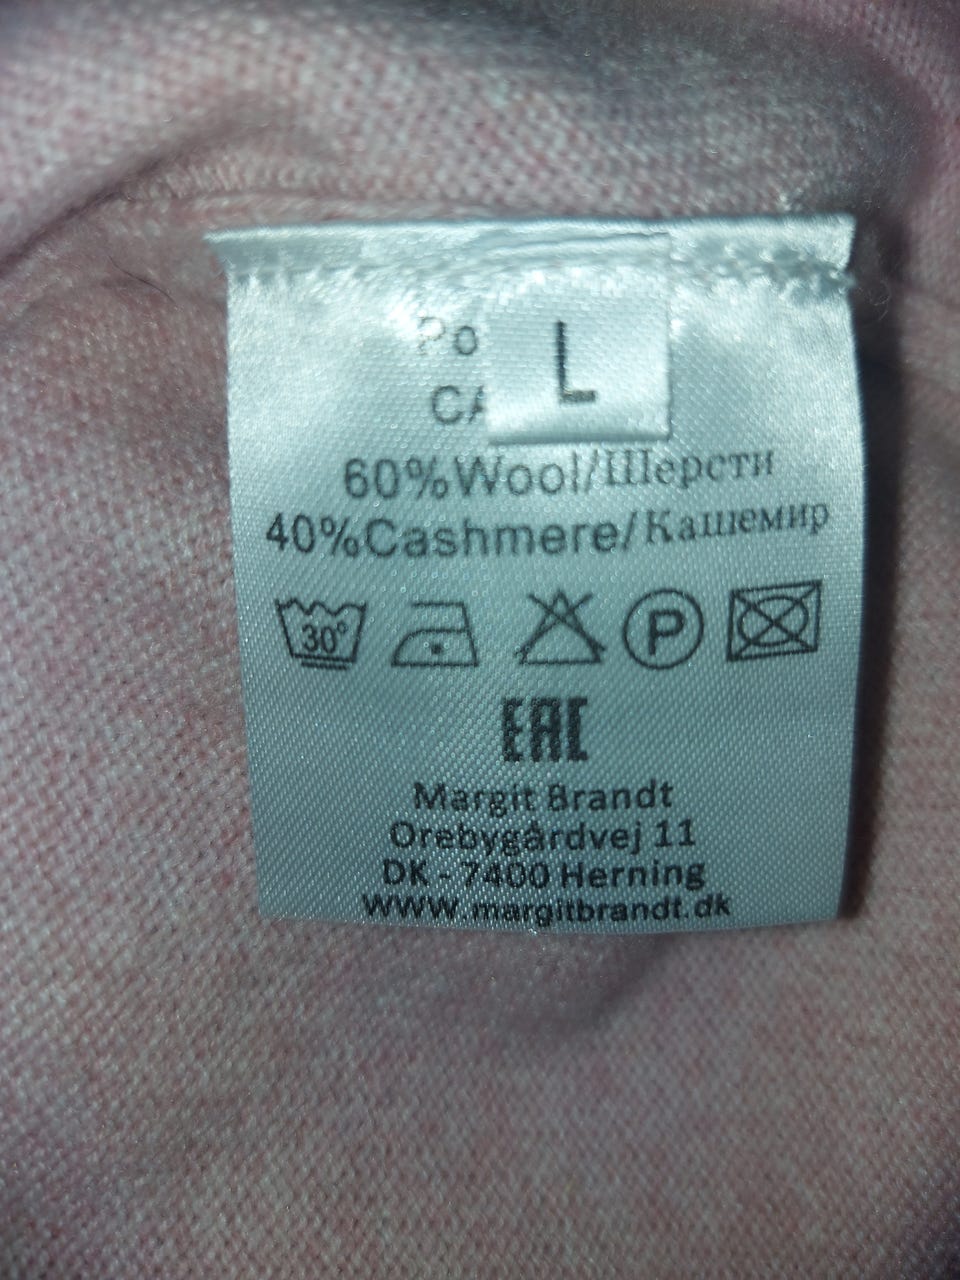 L
60%Wool/Шерсти
40%Cashmere/Кашемир
30°
P
EAC
Margit Brandt
Orebygårdvej 11
DK - 7400 Herning
www.margitbrandt.dk